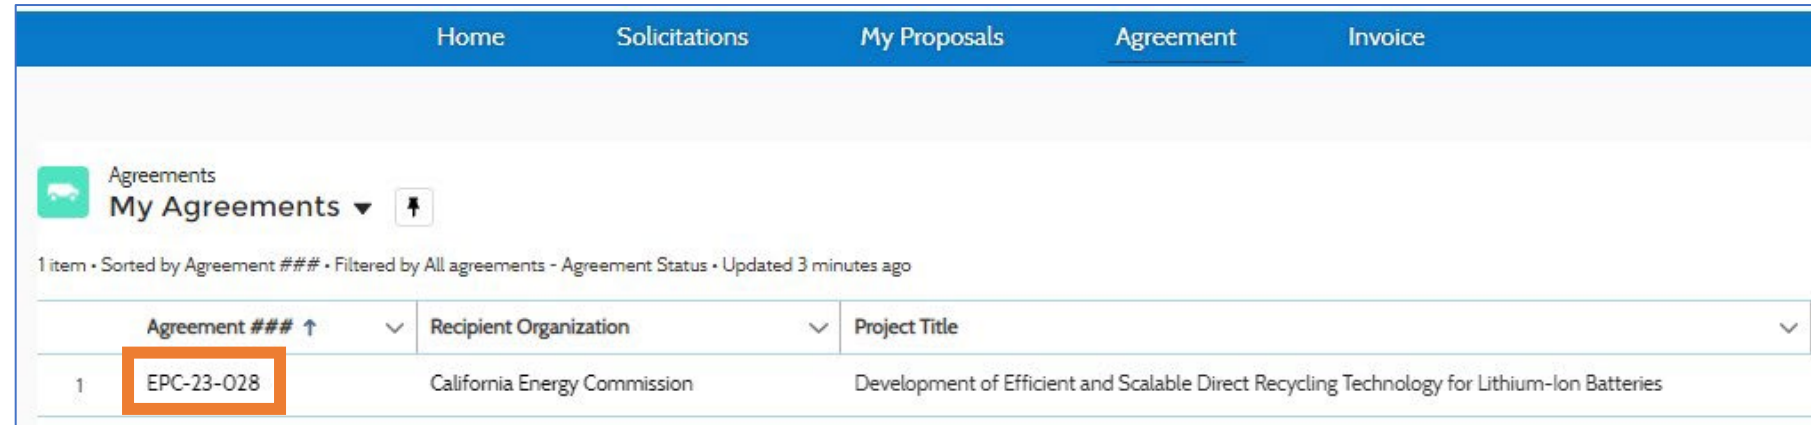 Home Solicitations My Proposals Agreement Invoice
Agreements
My Agreements
1 item • Sorted by Agreement ### • Filtered by All agreements - Agreement Status • Updated 3 minutes ago
Agreement ### ↑ Recipient Organization Project Title
1 EPC-23-028 California Energy Commission Development of Efficient and Scalable Direct Recycling Technology for Lithium-Ion Batteries